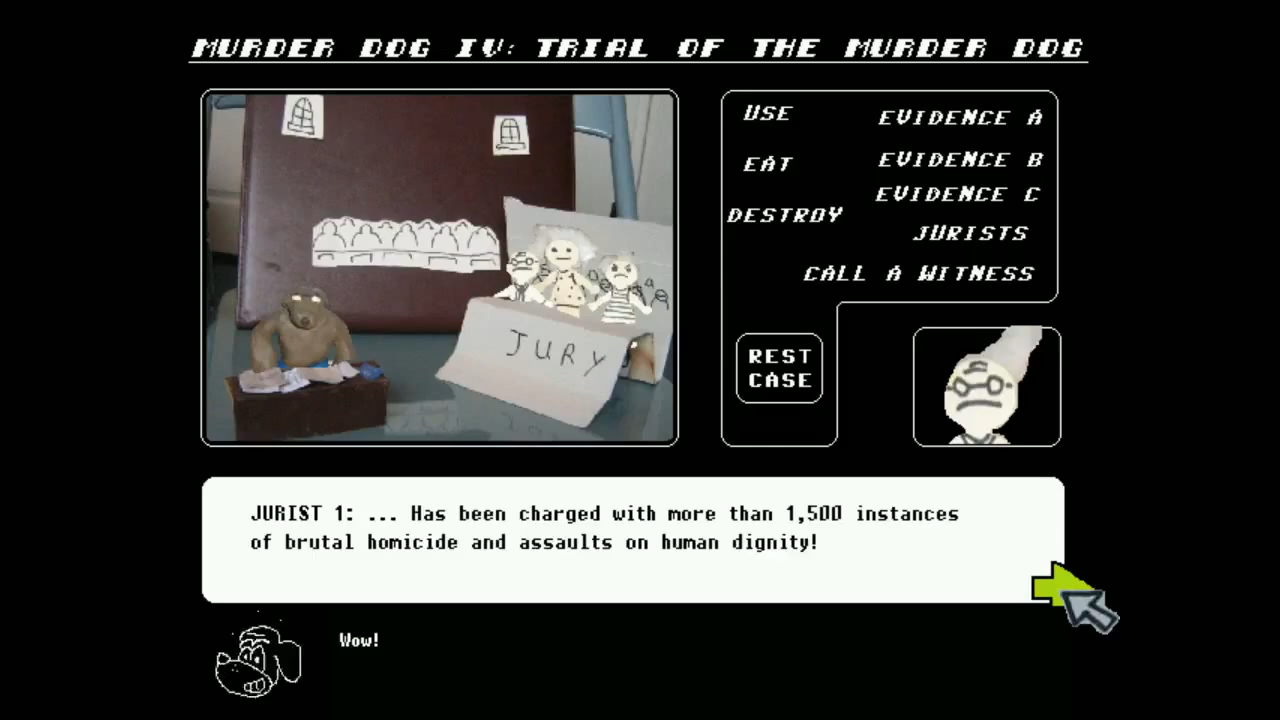 MURDER DOG IV: TRIAL OF THE MURDER DOG
JURY
USE
EAT
DESTROY
EVIDENCE A
EVIDENCE B
EVIDENCE C
JURISTS
CALL A WITNESS
REST
CASE
JURIST 1: ... Has been charged with more than 1,500 instances
of brutal homicide and assaults on human dignity!
Wow!